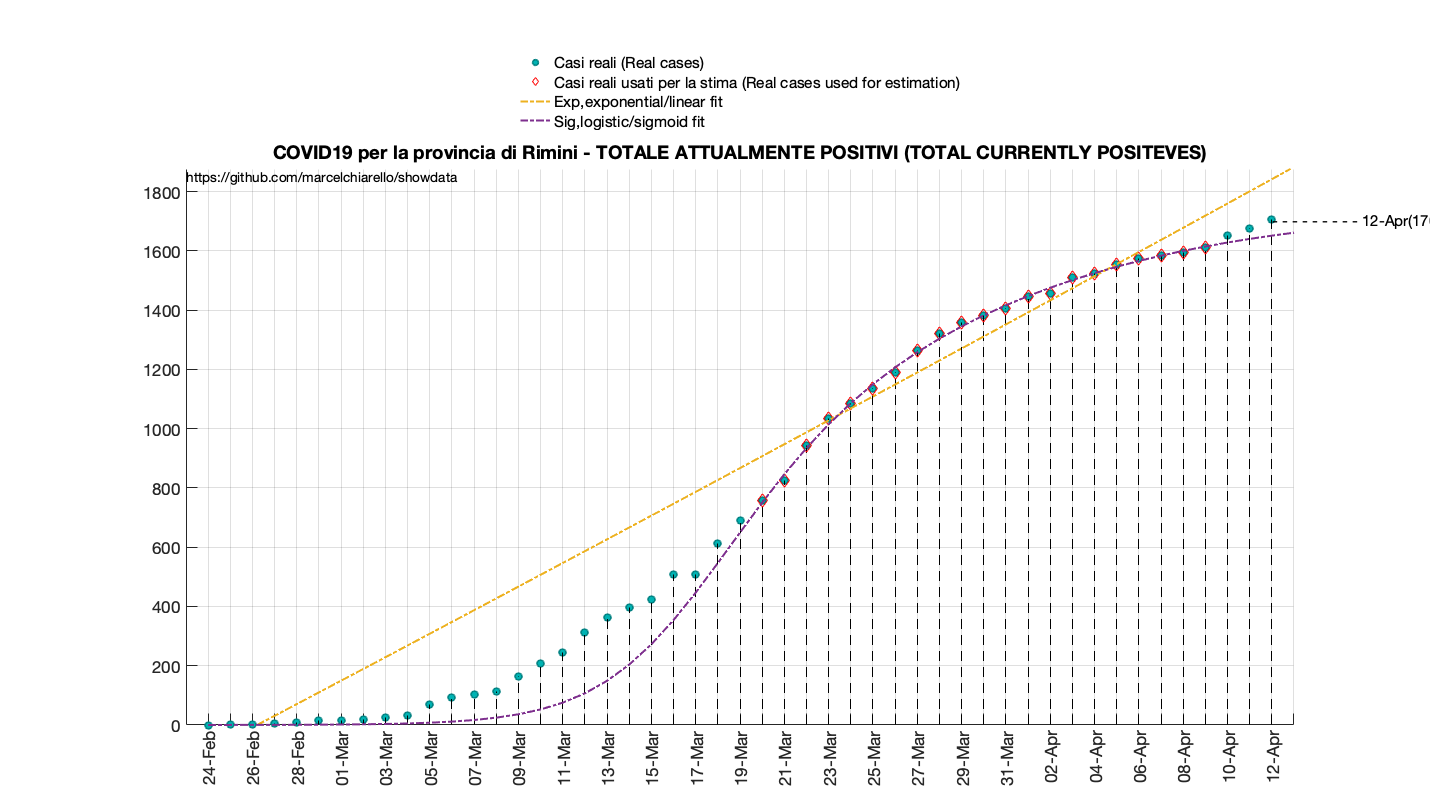 Casi reali (Real cases)
Casi reali usati per la stima (Real cases used for estimation)
Exp,exponential/linear fit
Sig,logistic/sigmoid fit
COVID19 per la provincia di Rimini - TOTALE ATTUALMENTE POSITIVI (TOTAL CURRENTLY POSITEVES)
https://github.com/marcelchiarello/showdata
1800
1600
1400
1200
1000
800
600
400
200
0
12-Apr(17
24-Feb
26-Feb
28-Feb
01-Mar
03-Mar
05-Mar
07-Mar
09-Mar
11-Mar
13-Mar
15-Mar
17-Mar
19-Mar
21-Mar
23-Mar
25-Mar
27-Mar
29-Mar
31-Mar
02-Apr
04-Apr
06-Apr
08-Apr
10-Apr
12-Apr